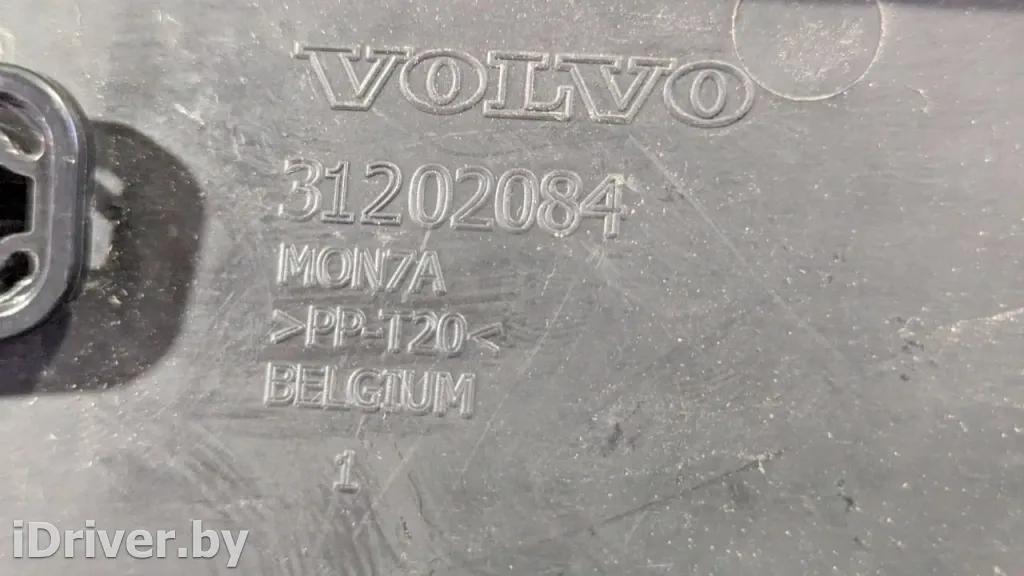 VOLVO
31202084
MON7A
>PP-T20<
BELGIUM
1
iDriver.by